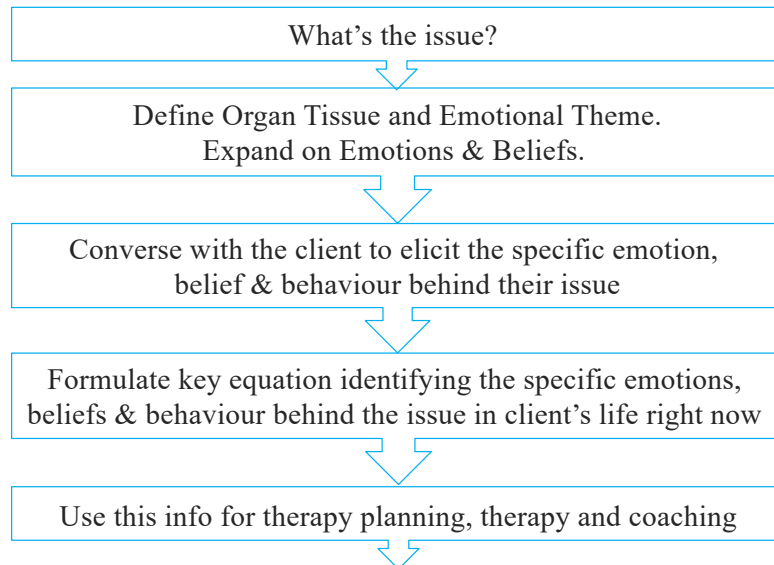 What’s the issue?
Define Organ Tissue and Emotional Theme.
Expand on Emotions & Beliefs.
Converse with the client to elicit the specific emotion,
belief & behaviour behind their issue
Formulate key equation identifying the specific emotions,
beliefs & behaviour behind the issue in client’s life right now
Use this info for therapy planning, therapy and coaching